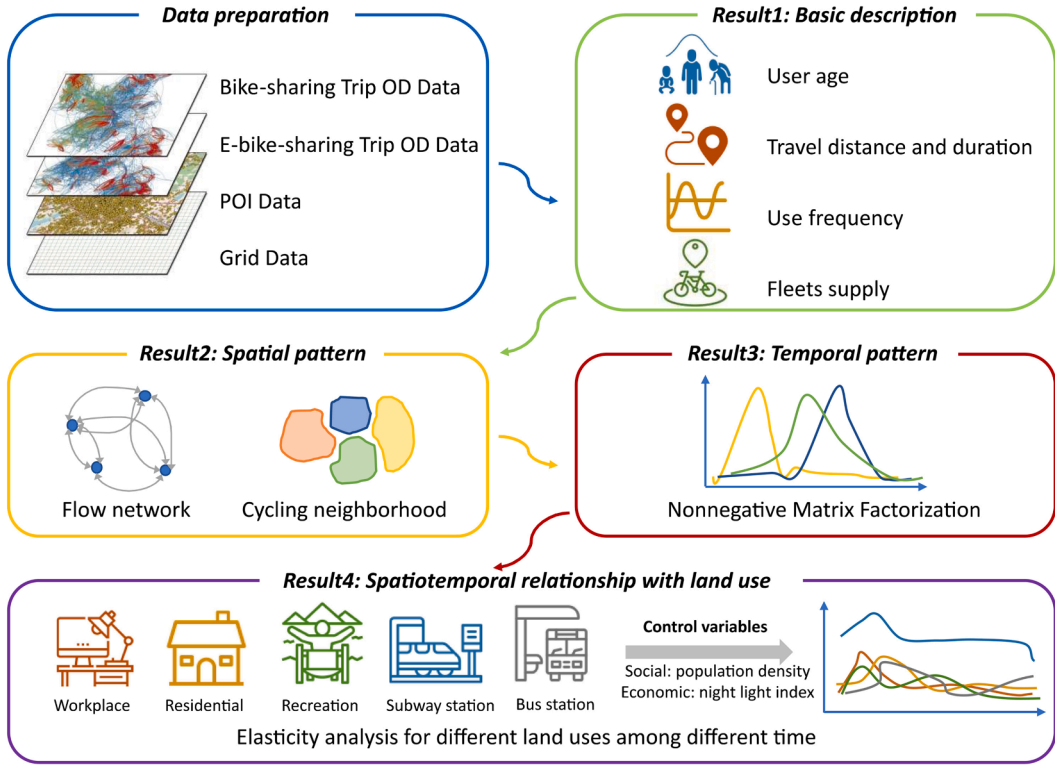 Data preparation
Bike-sharing Trip OD Data
E-bike-sharing Trip OD Data
POI Data
Grid Data
Result1: Basic description
User age
Travel distance and duration
Use frequency
Fleets supply
Result2: Spatial pattern
Flow network
Cycling neighborhood
Result3: Temporal pattern
Nonnegative Matrix Factorization
Result4: Spatiotemporal relationship with land use
Workplace
Residential
Recreation
Subway station
Bus station
Control variables
Social: population density
Economic: night light index
Elasticity analysis for different land uses among different time